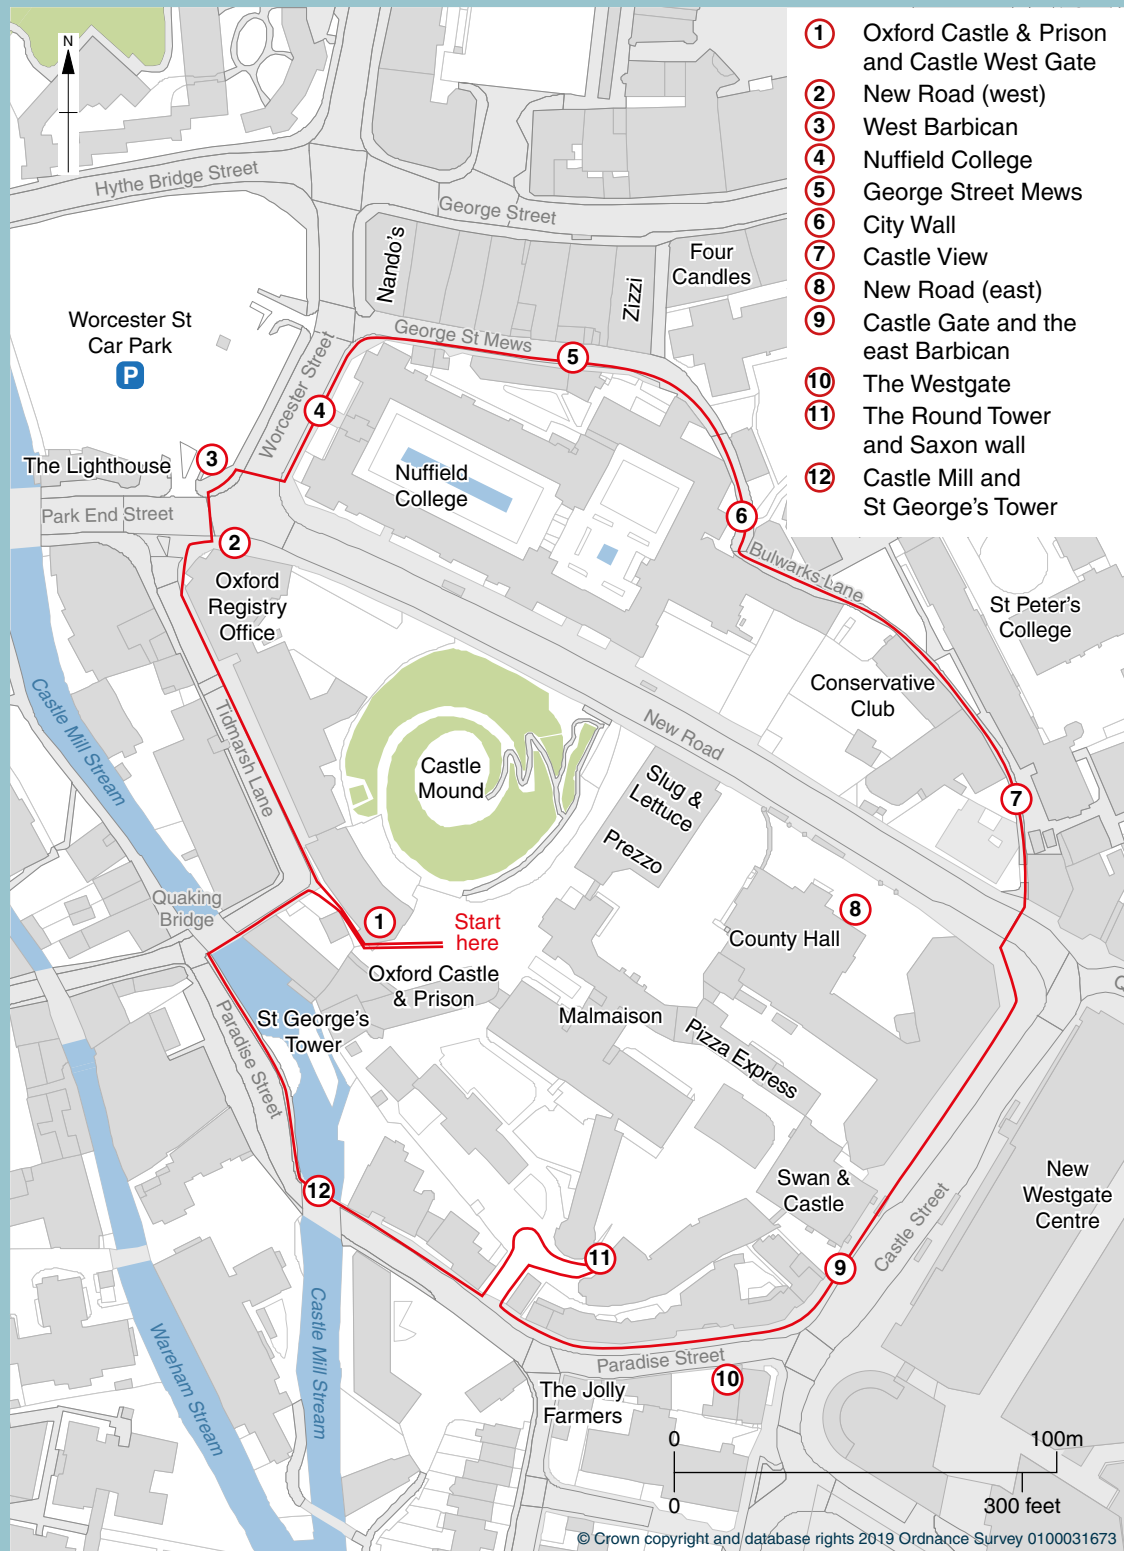 N
1 Oxford Castle & Prison
and Castle West Gate
2 New Road (west)
3 West Barbican
4 Nuffield College
5 George Street Mews
6 City Wall
7 Castle View
8 New Road (east)
9 Castle Gate and the
east Barbican
10 The Westgate
11 The Round Tower
and Saxon wall
12 Castle Mill and
St George's Tower
Hythe Bridge Street
George Street
Nando's
Zizzi
Four
Candles
Worcester St
Car Park
P
George St Mews
5
Worcester Street
4
The Lighthouse
3
Nuffield
College
Park End Street
2
6
Bulwarks Lane
Oxford
Registry
Office
St Peter's
College
Conservative
Club
Castle Mill Stream
Tidmarsh Lane
New Road
Castle
Mound
Slug &
Lettuce
Prezzo
7
Quaking
Bridge
1
Start
here
8
County Hall
Oxford Castle
& Prison
Q
St George's
Tower
Malmaison
Pizza Express
Paradise Street
12
Swan &
Castle
New
Westgate
Centre
Castle Street
11
9
Castle Mill Stream
Wareham Stream
Paradise Street
10
The Jolly
Farmers
0 100m
0 300 feet
© Crown copyright and database rights 2019 Ordnance Survey 0100031673